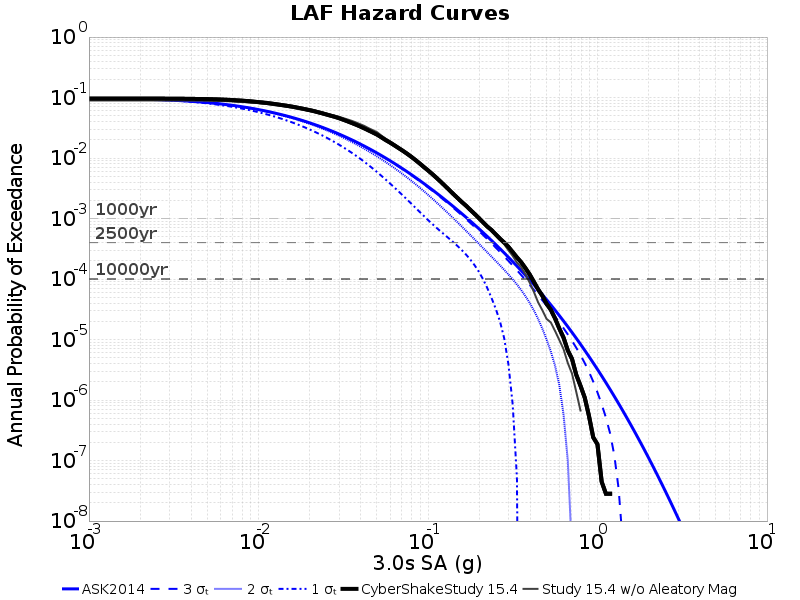 LAF Hazard Curves
Annual Probability of Exceedance
10^0
10^-1
10^-2
10^-3
10^-4
10^-5
10^-6
10^-7
10^-8
1000yr
2500yr
10000yr
10^-3 10^-2 10^-1 10^0 10^1
3.0s SA (g)
ASK2014 3 σₜ 2 σₜ 1 σₜ CyberShakeStudy 15.4 Study 15.4 w/o Aleatory Mag